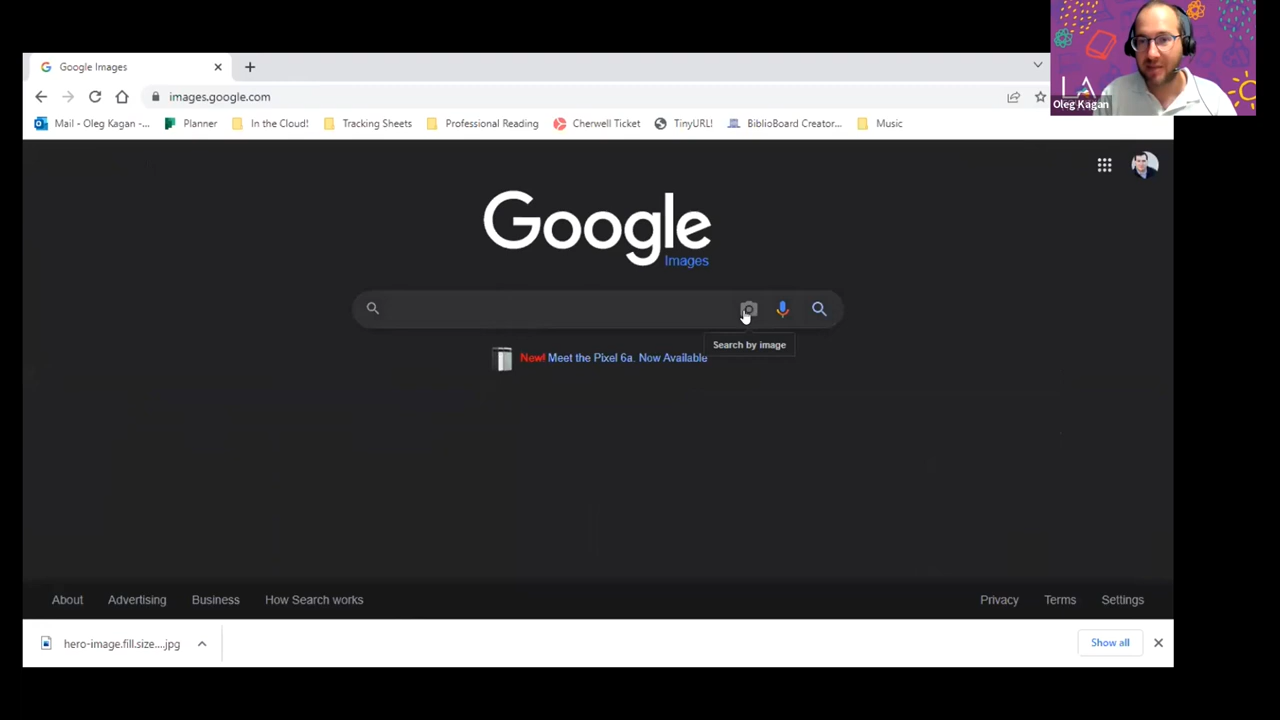 Google Images
images.google.com
Mail - Oleg Kagan -... Planner In the Cloud! Tracking Sheets Professional Reading Cherwell Ticket TinyURL! BiblioBoard Creator... Music
LA
Oleg Kagan
Google
Images
Search by image
New! Meet the Pixel 6a. Now Available
About Advertising Business How Search works Privacy Terms Settings
hero-image.fill.size....jpg Show all